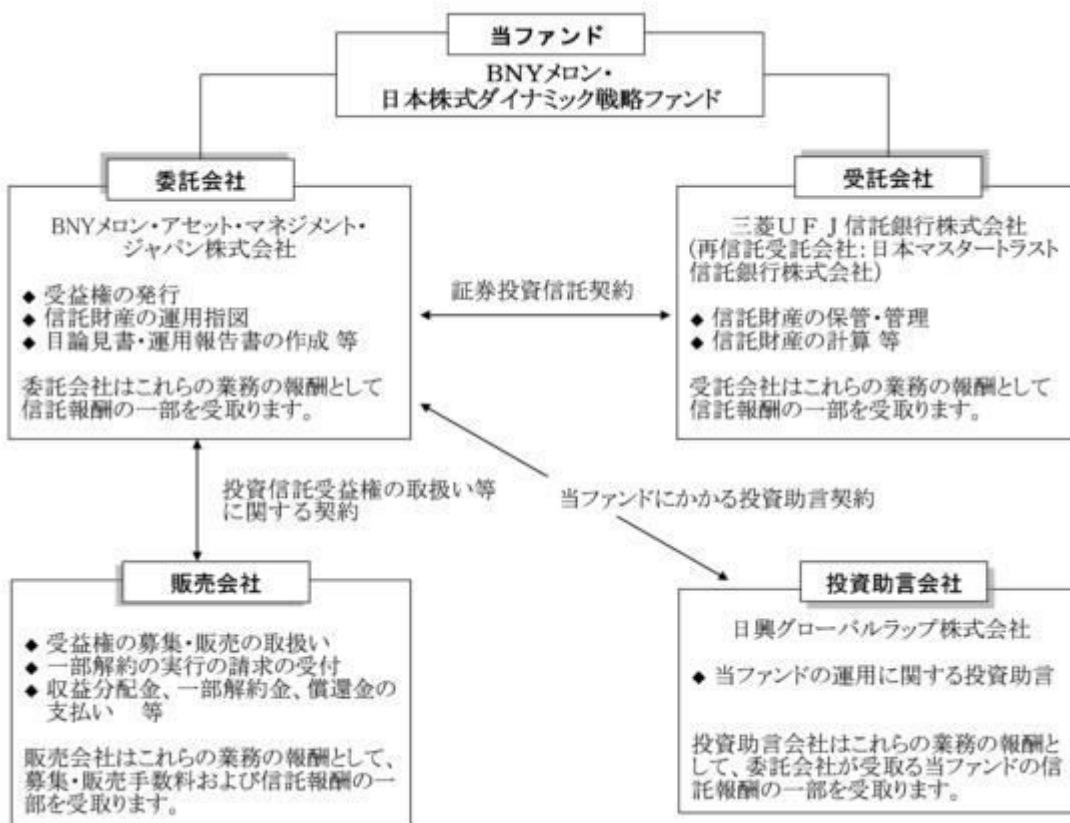 当ファンド
BNYメロン・
日本株式ダイナミック戦略ファンド
委託会社
BNYメロン・アセット・マネジメント・
ジャパン株式会社
◆ 受益権の発行
◆ 信託財産の運用指図
◆ 目論見書・運用報告書の作成 等
委託会社はこれらの業務の報酬として
信託報酬の一部を受取ります。
証券投資信託契約
受託会社
三菱UFJ信託銀行株式会社
(再信託受託会社:日本マスタートラスト
信託銀行株式会社)
◆ 信託財産の保管・管理
◆ 信託財産の計算 等
受託会社はこれらの業務の報酬として
信託報酬の一部を受取ります。
投資信託受益権の取扱い等
に関する契約
当ファンドにかかる投資助言契約
販売会社
◆ 受益権の募集・販売の取扱い
◆ 一部解約の実行の請求の受付
◆ 収益分配金、一部解約金、償還金の
支払い 等
販売会社はこれらの業務の報酬として、
募集・販売手数料および信託報酬の一
部を受取ります。
投資助言会社
日興グローバルラップ株式会社
◆ 当ファンドの運用に関する投資助言
投資助言会社はこれらの業務の報酬と
して、委託会社が受取る当ファンドの信
託報酬の一部を受取ります。